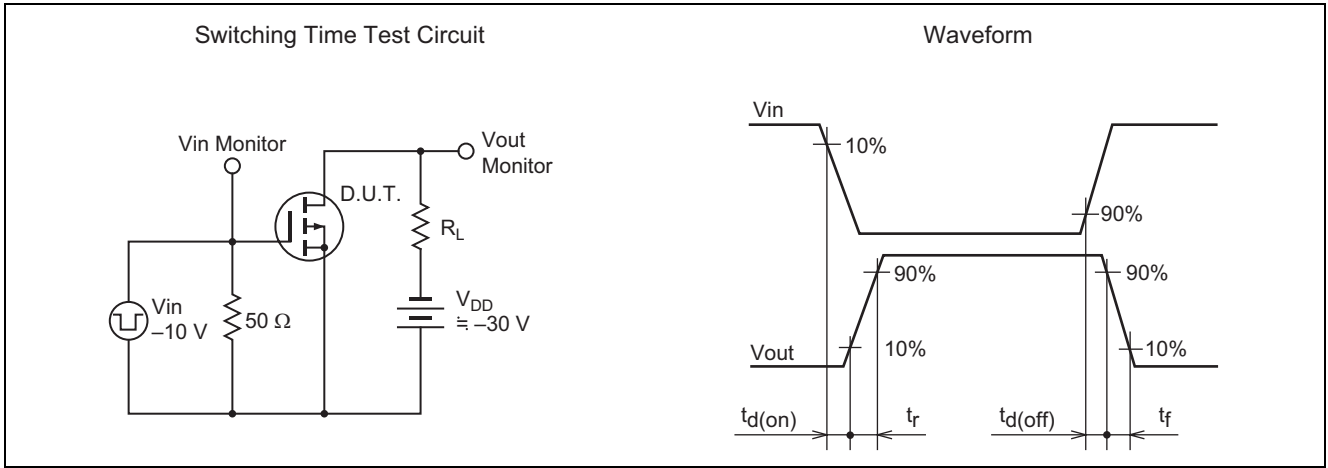 Switching Time Test Circuit
Vin Monitor
D.U.T.
Vout
Monitor
RL
Vin
–10 V
50 Ω
VDD
≒ –30 V
Waveform
Vin
10%
90%
90%
90%
Vout
10%
10%
td(on)
tr
td(off)
tf